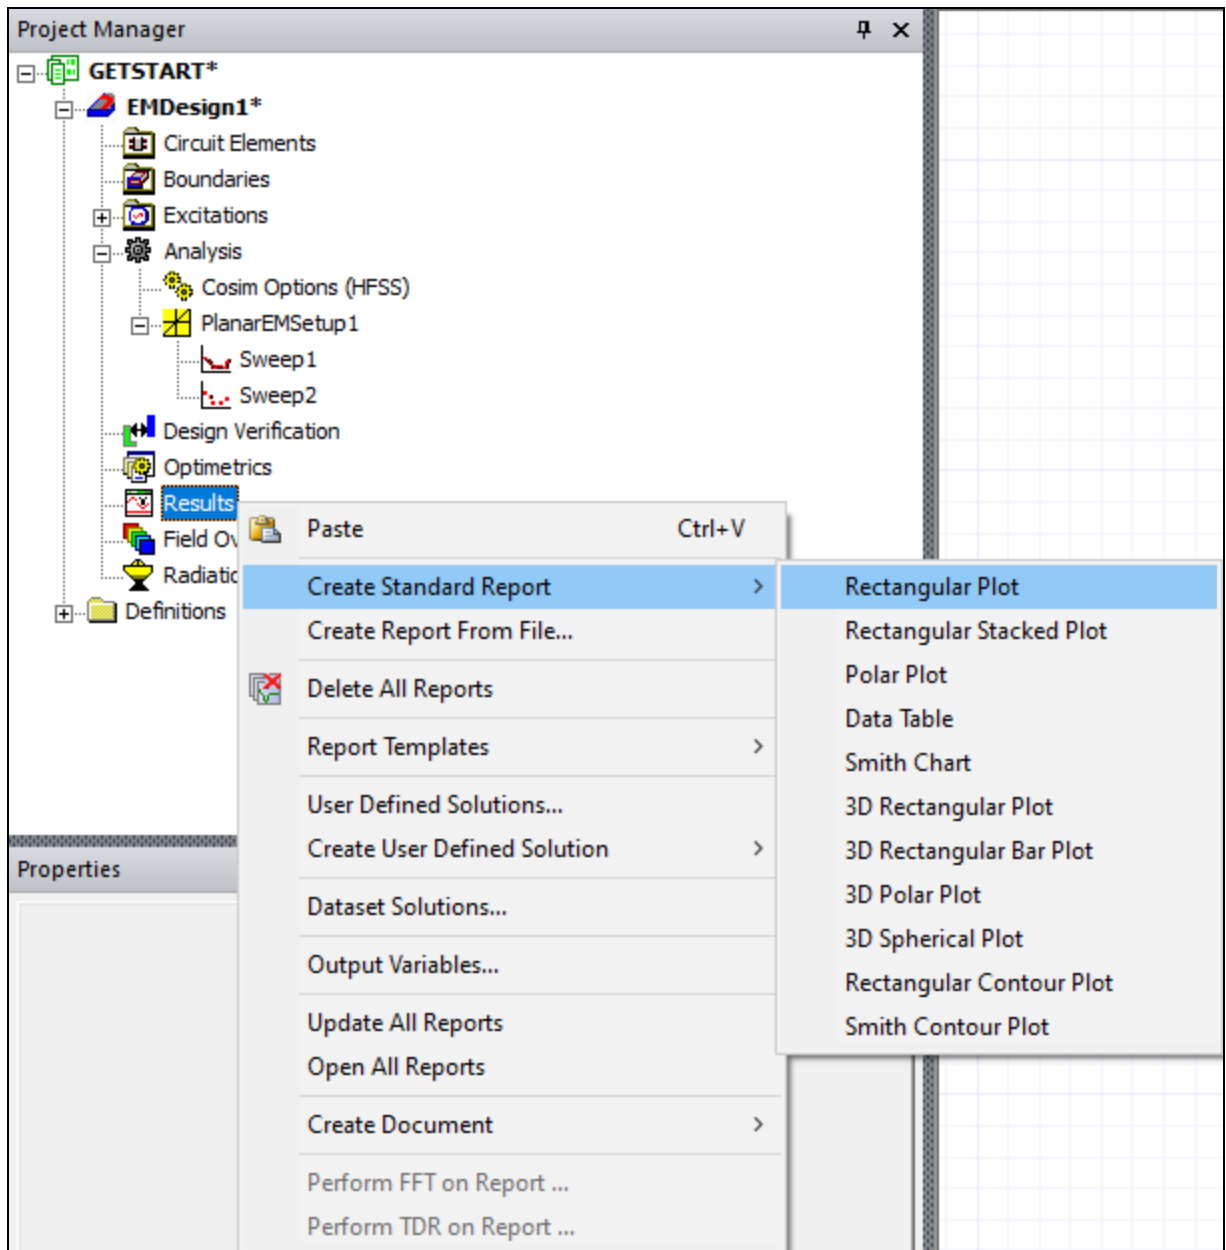 Project Manager
GETSTART*
EMDesign1*
Circuit Elements
Boundaries
Excitations
Analysis
Cosim Options (HFSS)
PlanarEMSetup1
Sweep1
Sweep2
Design Verification
Optimetrics
Results
Field Ov
Radiatio
Definitions
Paste Ctrl+V
Create Standard Report
Create Report From File...
Delete All Reports
Report Templates
User Defined Solutions...
Create User Defined Solution
Dataset Solutions...
Output Variables...
Update All Reports
Open All Reports
Create Document
Perform FFT on Report ...
Perform TDR on Report ...
Rectangular Plot
Rectangular Stacked Plot
Polar Plot
Data Table
Smith Chart
3D Rectangular Plot
3D Rectangular Bar Plot
3D Polar Plot
3D Spherical Plot
Rectangular Contour Plot
Smith Contour Plot
Properties